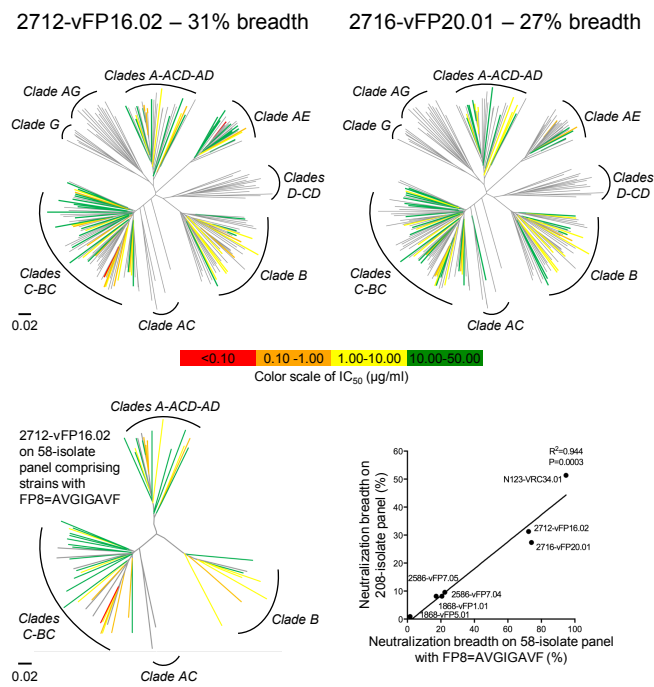 2712-vFP16.02 – 31% breadth
2716-vFP20.01 – 27% breadth
Clades A-ACD-AD
Clade AG
Clade G
Clade AE
Clades
D-CD
Clade B
Clades
C-BC
Clade AC
0.02
Clades A-ACD-AD
Clade AG
Clade G
Clade AE
Clades
D-CD
Clade B
Clades
C-BC
Clade AC
0.02
<0.10
0.10 -1.00
1.00-10.00
10.00-50.00
Color scale of IC50 (μg/ml)
Clades A-ACD-AD
2712-vFP16.02
on 58-isolate
panel comprising
strains with
FP8=AVGIGAVF
Clades
C-BC
Clade B
Clade AC
0.02
R2=0.944
P=0.0003
N123-VRC34.01
2712-vFP16.02
2716-vFP20.01
2586-vFP7.05
2586-vFP7.04
1868-vFP1.01
1868-vFP5.01
Neutralization breadth on
208-isolate panel (%)
60
50
40
30
20
10
0
0
20
40
60
80
100
Neutralization breadth on 58-isolate panel
with FP8=AVGIGAVF (%)